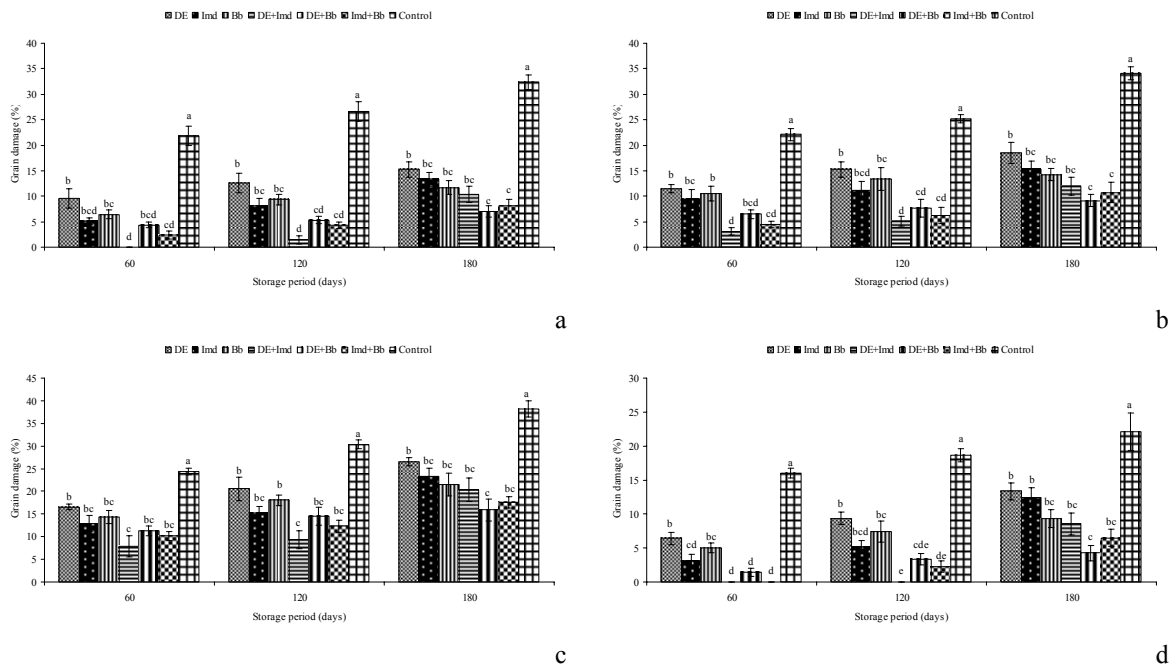 DE Imd Bb DE+Imd DE+Bb Imd+Bb Control
Grain damage (%)
40
35
30
25
20
15
10
5
0
b bcd bc d bcd cd a
b bc bc d cd cd a
b bc bc bc c c a
60 120 180
Storage period (days)
a
DE Imd Bb DE+Imd DE+Bb Imd+Bb Control
Grain damage (%)
40
35
30
25
20
15
10
5
0
b bc b d bcd cd a
b bc bc d cd d a
b bc bc bc c c a
60 120 180
Storage period (days)
b
DE Imd Bb DE+Imd DE+Bb Imd+Bb Control
Grain damage (%)
45
40
35
30
25
20
15
10
5
0
b bc bc c bc bc a
b bc b c bc bc a
b bc bc bc c bc a
60 120 180
Storage period (days)
c
DE Imd Bb DE+Imd DE+Bb Imd+Bb Control
Grain damage (%)
30
25
20
15
10
5
0
b cd bc d d d a
b bcd bc e cde de a
b b bc bc c bc a
60 120 180
Storage period (days)
d